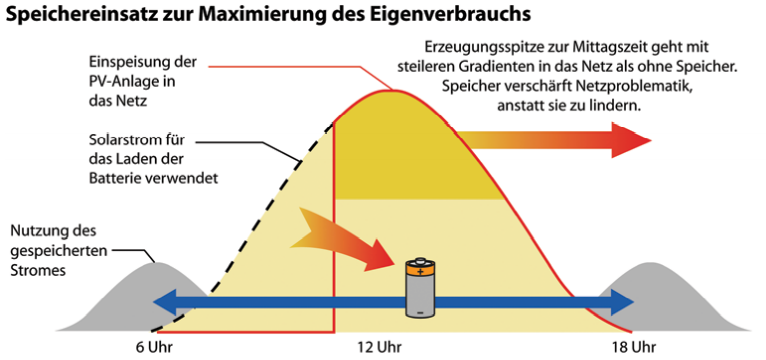 Speichereinsatz zur Maximierung des Eigenverbrauchs
Einspeisung der
PV-Anlage in
das Netz
Erzeugungsspitze zur Mittagszeit geht mit
steileren Gradienten in das Netz als ohne Speicher.
Speicher verschärft Netzproblematik,
anstatt sie zu lindern.
Solarstrom für
das Laden der
Batterie verwendet
Nutzung des
gespeicherten
Stromes
+
-
6 Uhr
12 Uhr
18 Uhr